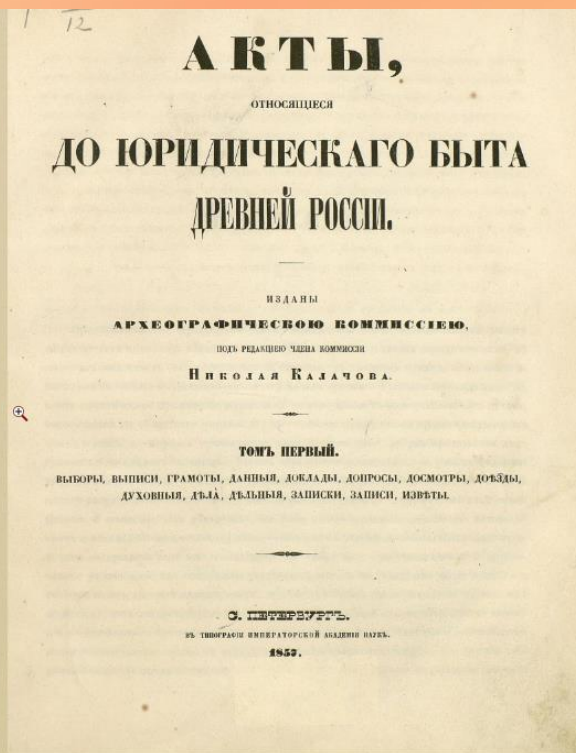 12
АКТЫ,
ОТНОСЯЩІЕСЯ
ДО ЮРИДИЧЕСКАГО БЫТА
ДРЕВНЕЙ РОССІИ.
ИЗДАНЫ
АРХЕОГРАФИЧЕСКОЮ КОММИССІЕЮ,
ПОДЪ РЕДАКЦІЕЮ ЧЛЕНА КОММИССІИ
НИКОЛАЯ КАЛАЧОВА.
ТОМЪ ПЕРВЫЙ.
ВЫБОРЫ, ВЫПИСИ, ГРАМОТЫ, ДАННЫЯ, ДОКЛАДЫ, ДОПРОСЫ, ДОСМОТРЫ, ДОѢЗДЫ,
ДУХОВНЫЯ, ДѢЛА, ДѢЛЬНЫЯ, ЗАПИСКИ, ЗАПИСИ, ИЗВѢТЫ.
С. ПЕТЕРБУРГЪ.
ВЪ ТИПОГРАФІИ ИМПЕРАТОРСКОЙ АКАДЕМІИ НАУКЪ.
1857.